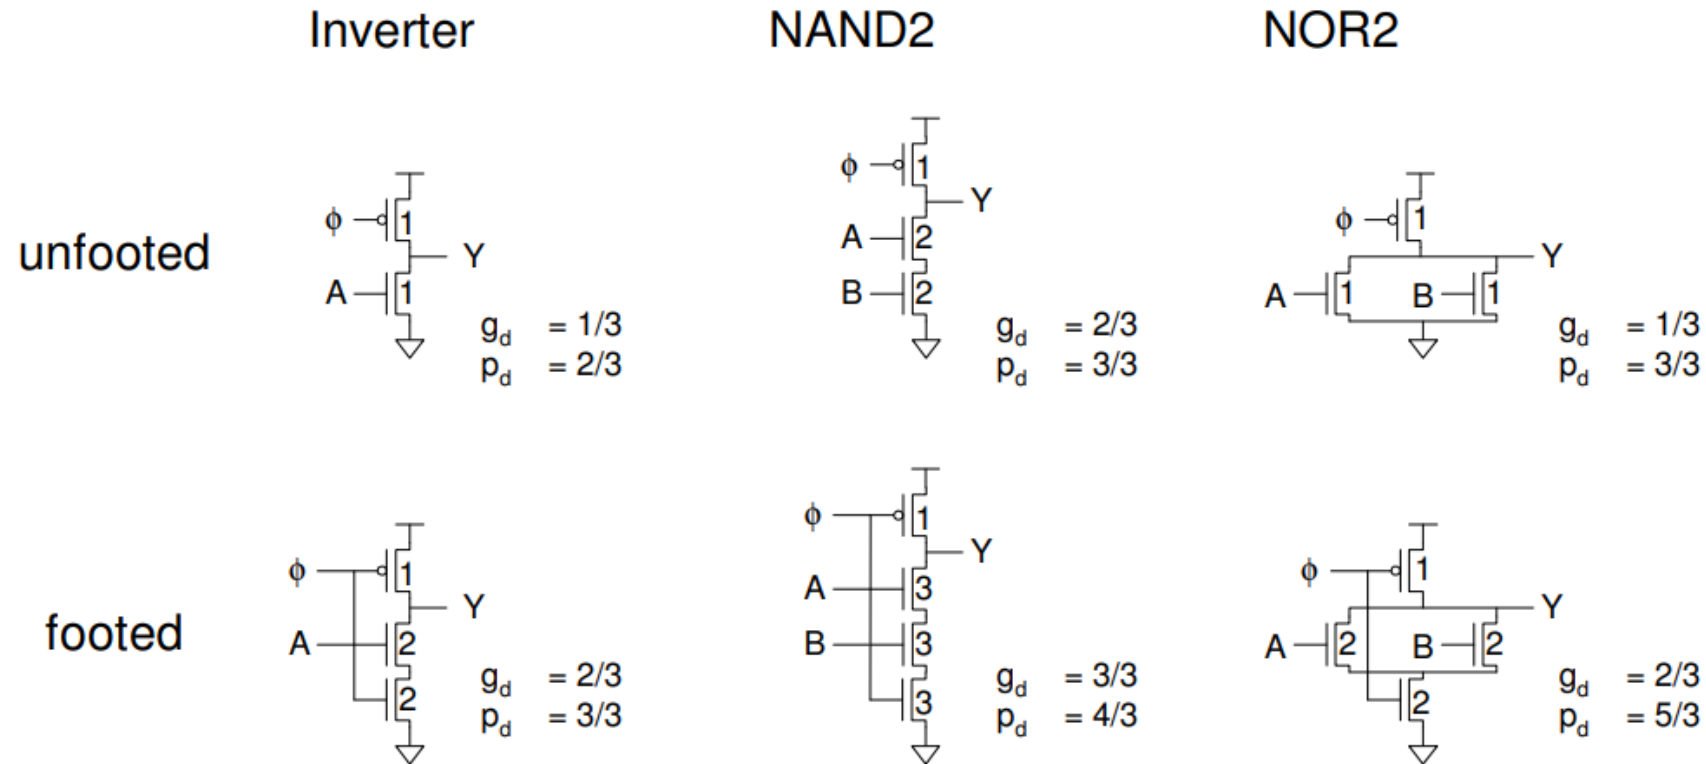 Inverter
NAND2
NOR2
unfooted
ϕ
1
A
1
Y
g_d = 1/3
p_d = 2/3
ϕ
1
Y
A
2
B
2
g_d = 2/3
p_d = 3/3
ϕ
1
Y
A
1
B
1
g_d = 1/3
p_d = 3/3
footed
ϕ
1
Y
A
2
2
g_d = 2/3
p_d = 3/3
ϕ
1
Y
A
3
B
3
3
g_d = 3/3
p_d = 4/3
ϕ
1
Y
A
2
B
2
2
g_d = 2/3
p_d = 5/3